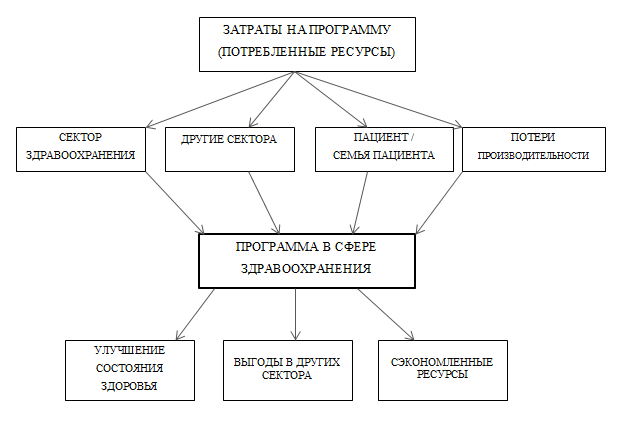 ЗАТРАТЫ НА ПРОГРАММУ
(ПОТРЕБЛЕННЫЕ РЕСУРСЫ)
СЕКТОР
ЗДРАВООХРАНЕНИЯ
ДРУГИЕ СЕКТОРА
ПАЦИЕНТ /
СЕМЬЯ ПАЦИЕНТА
ПОТЕРИ
ПРОИЗВОДИТЕЛЬНОСТИ
ПРОГРАММА В СФЕРЕ
ЗДРАВООХРАНЕНИЯ
УЛУЧШЕНИЕ
СОСТОЯНИЯ
ЗДОРОВЬЯ
ВЫГОДЫ В ДРУГИХ
СЕКТОРА
СЭКОНОМЛЕННЫЕ
РЕСУРСЫ